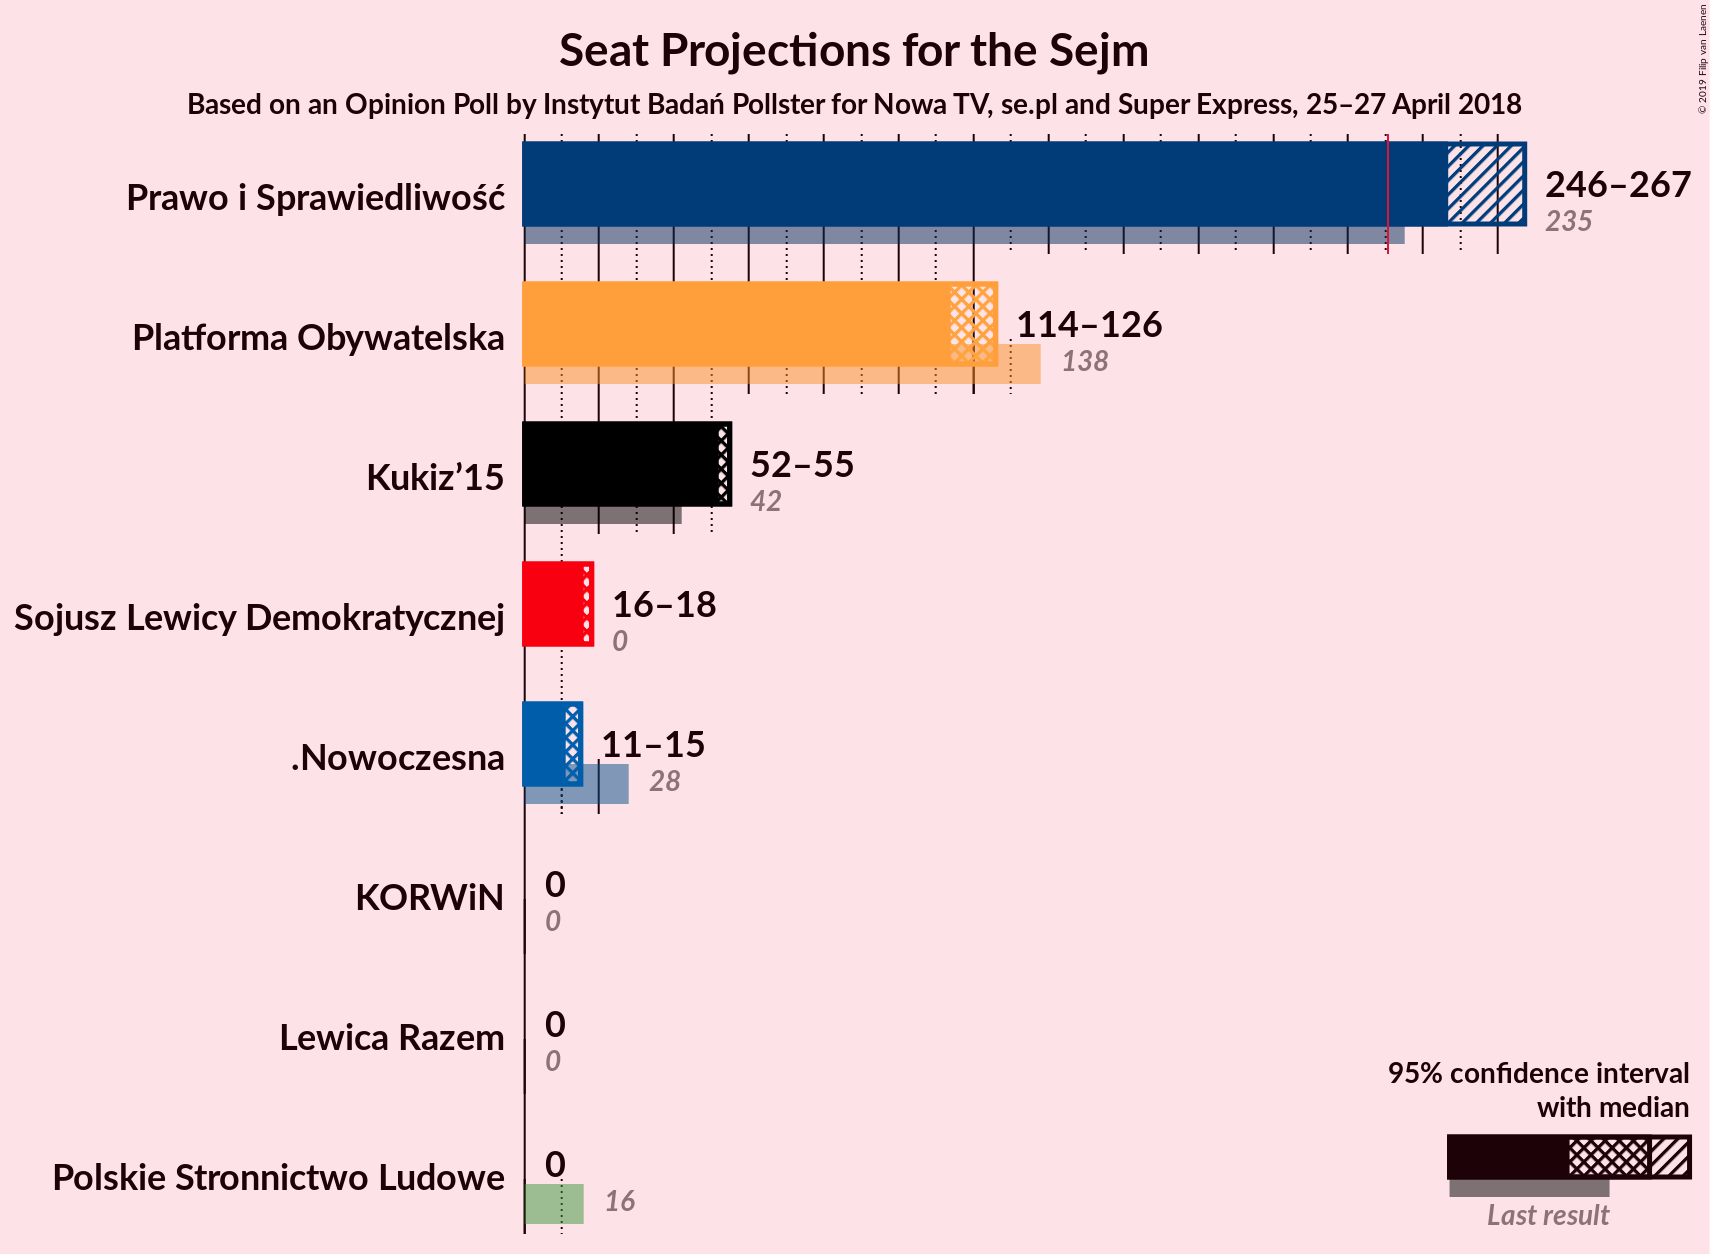 Seat Projections for the Sejm
Based on an Opinion Poll by Instytut Badań Pollster for Nowa TV, se.pl and Super Express, 25–27 April 2018
© 2019 Filip van Laenen
Prawo i Sprawiedliwość
246–267
235
Platforma Obywatelska
114–126
138
Kukiz’15
52–55
42
Sojusz Lewicy Demokratycznej
16–18
0
.Nowoczesna
11–15
28
KORWiN
0
0
Lewica Razem
0
0
Polskie Stronnictwo Ludowe
0
16
95% confidence interval
with median
Last result